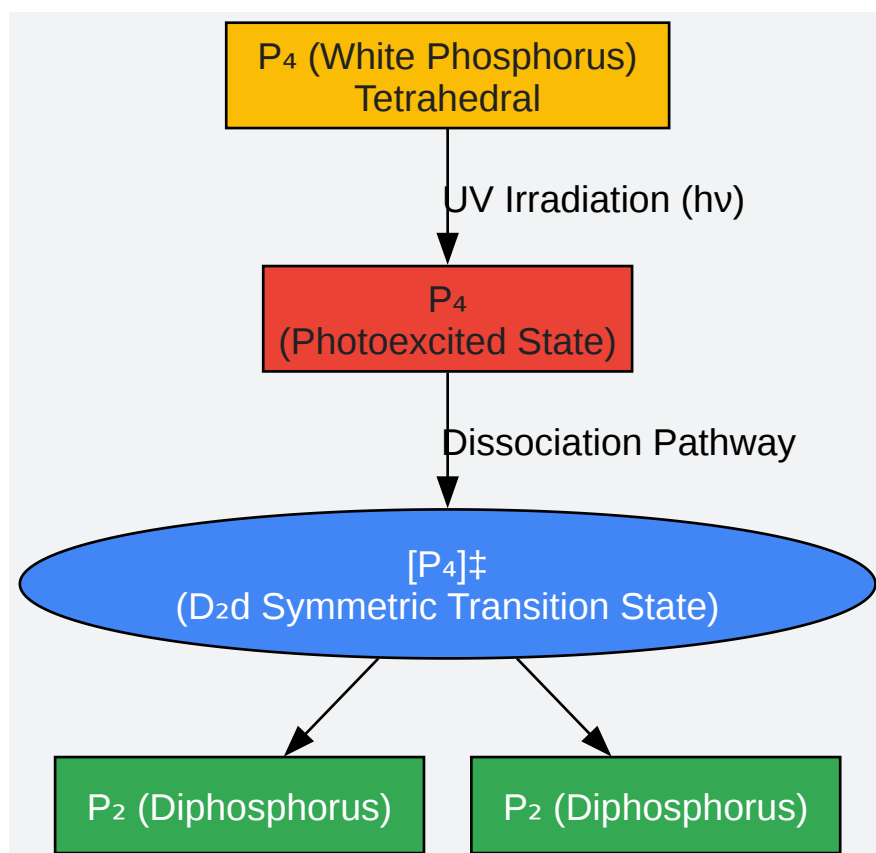 P₄ (White Phosphorus)
Tetrahedral
UV Irradiation (hν)
P₄
(Photoexcited State)
Dissociation Pathway
[P₄]‡
(D₂d Symmetric Transition State)
P₂ (Diphosphorus)
P₂ (Diphosphorus)